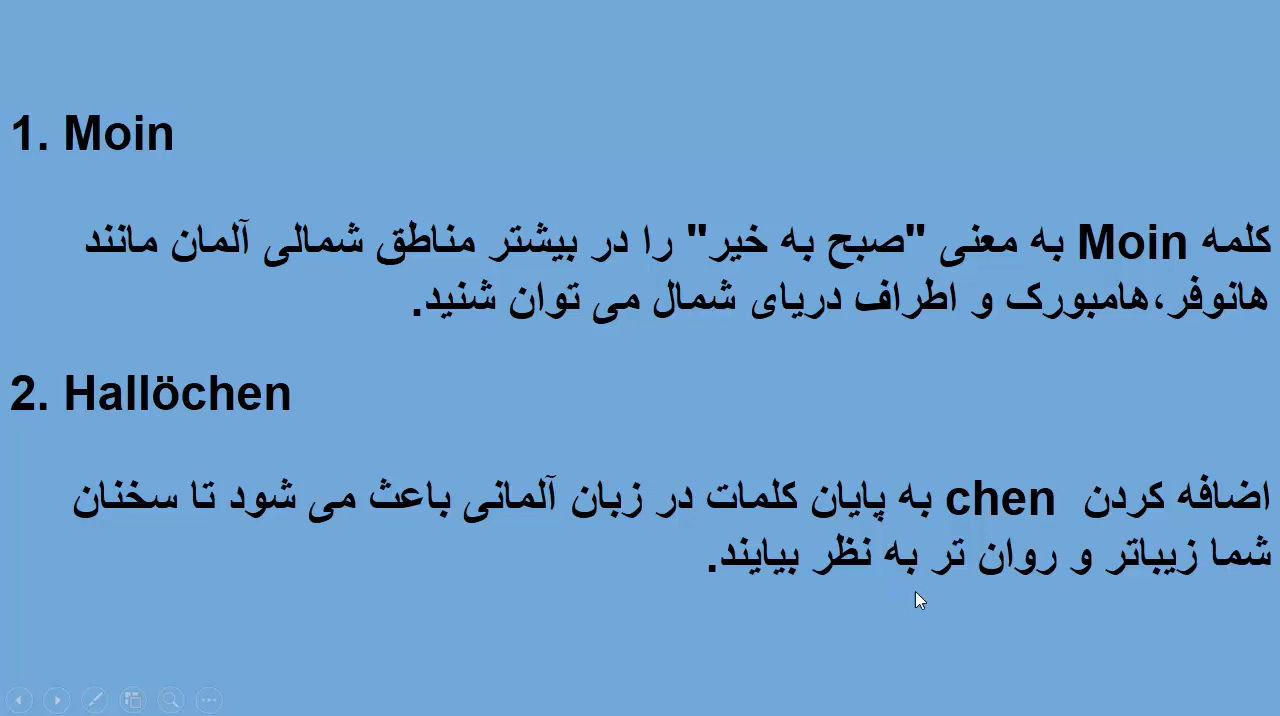 1. Moin
کلمه Moin به معنی "صبح به خیر" را در بیشتر مناطق شمالی آلمان مانند
هانوفر،هامبورک و اطراف دریای شمال می توان شنید.
2. Hallöchen
اضافه کردن chen به پایان کلمات در زبان آلمانی باعث می شود تا سخنان
شما زیباتر و روان تر به نظر بیایند.